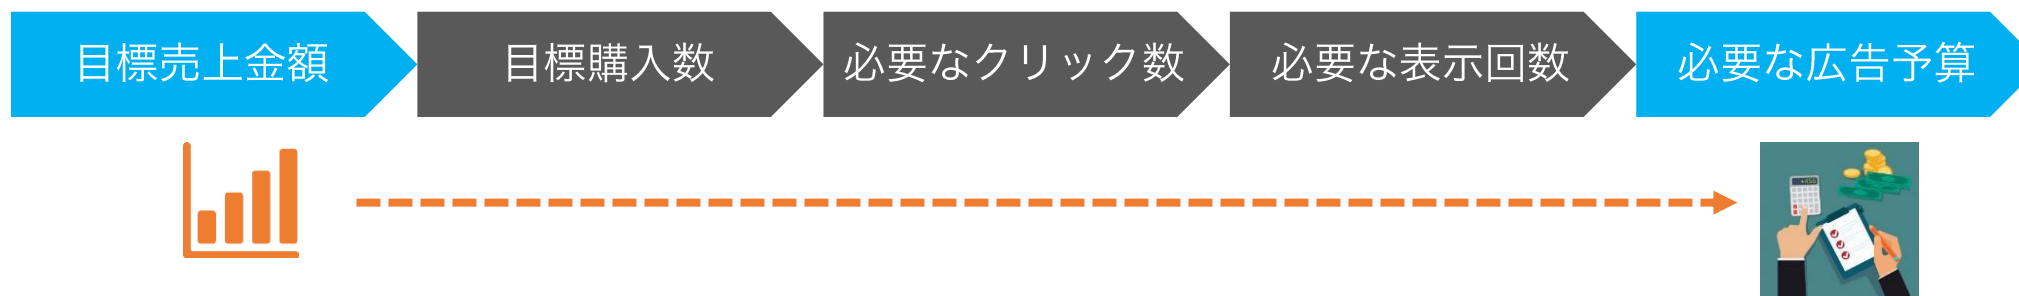 目標売上金額
目標購入数
必要なクリック数
必要な表示回数
必要な広告予算